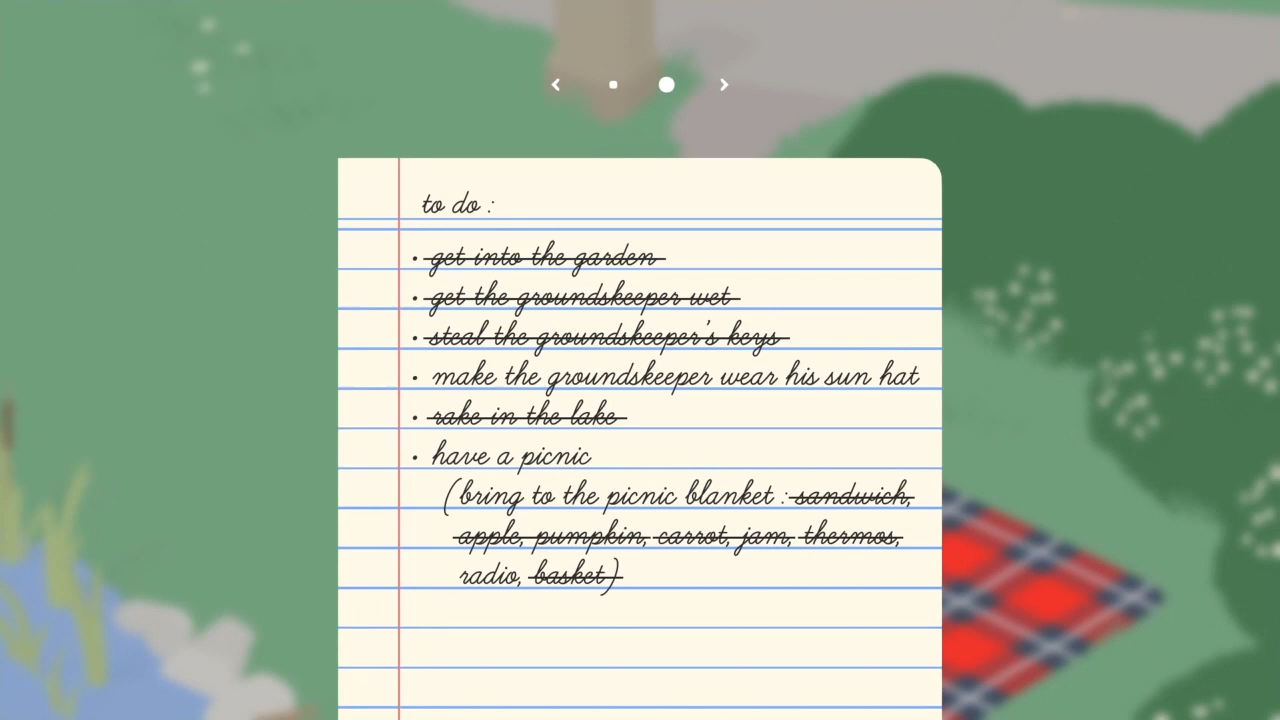 to do :
• get into the garden
• get the groundskeeper wet
• steal the groundskeeper's keys
• make the groundskeeper wear his sun hat
• rake in the lake
• have a picnic
(bring to the picnic blanket : sandwich,
apple, pumpkin, carrot, jam, thermos,
radio, basket)